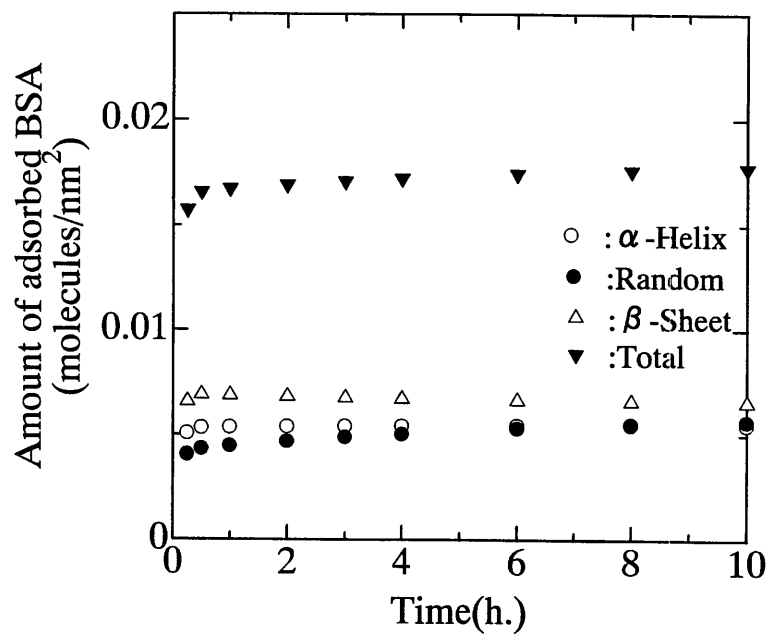 Amount of adsorbed BSA
(molecules/nm²)
0.02
0.01
0
○ : α -Helix
● :Random
△ : β -Sheet
▼ :Total
0 2 4 6 8 10
Time(h.)